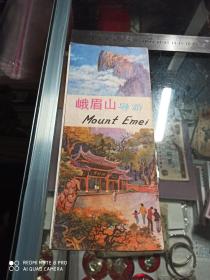 峨眉山导游
Mount Emei
REDMI NOTE 8 PRO
AI QUAD CAMERA